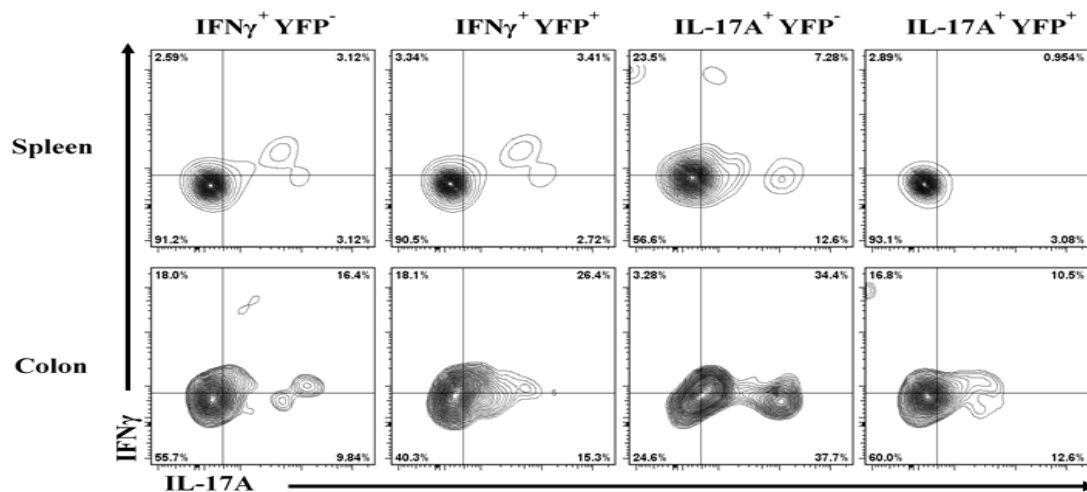 IFNγ⁺ YFP⁻ IFNγ⁺ YFP⁺ IL-17A⁺ YFP⁻ IL-17A⁺ YFP⁺
2.59% 3.12% 3.34% 3.41% 23.5% 7.28% 2.89% 0.954%
Spleen
91.2% 3.12% 90.5% 2.72% 56.6% 12.6% 93.1% 3.08%
18.0% 16.4% 18.1% 26.4% 3.28% 34.4% 16.8% 10.5%
Colon
IFNγ
55.7% 9.84% 40.3% 15.3% 24.6% 37.7% 60.0% 12.6%
IL-17A